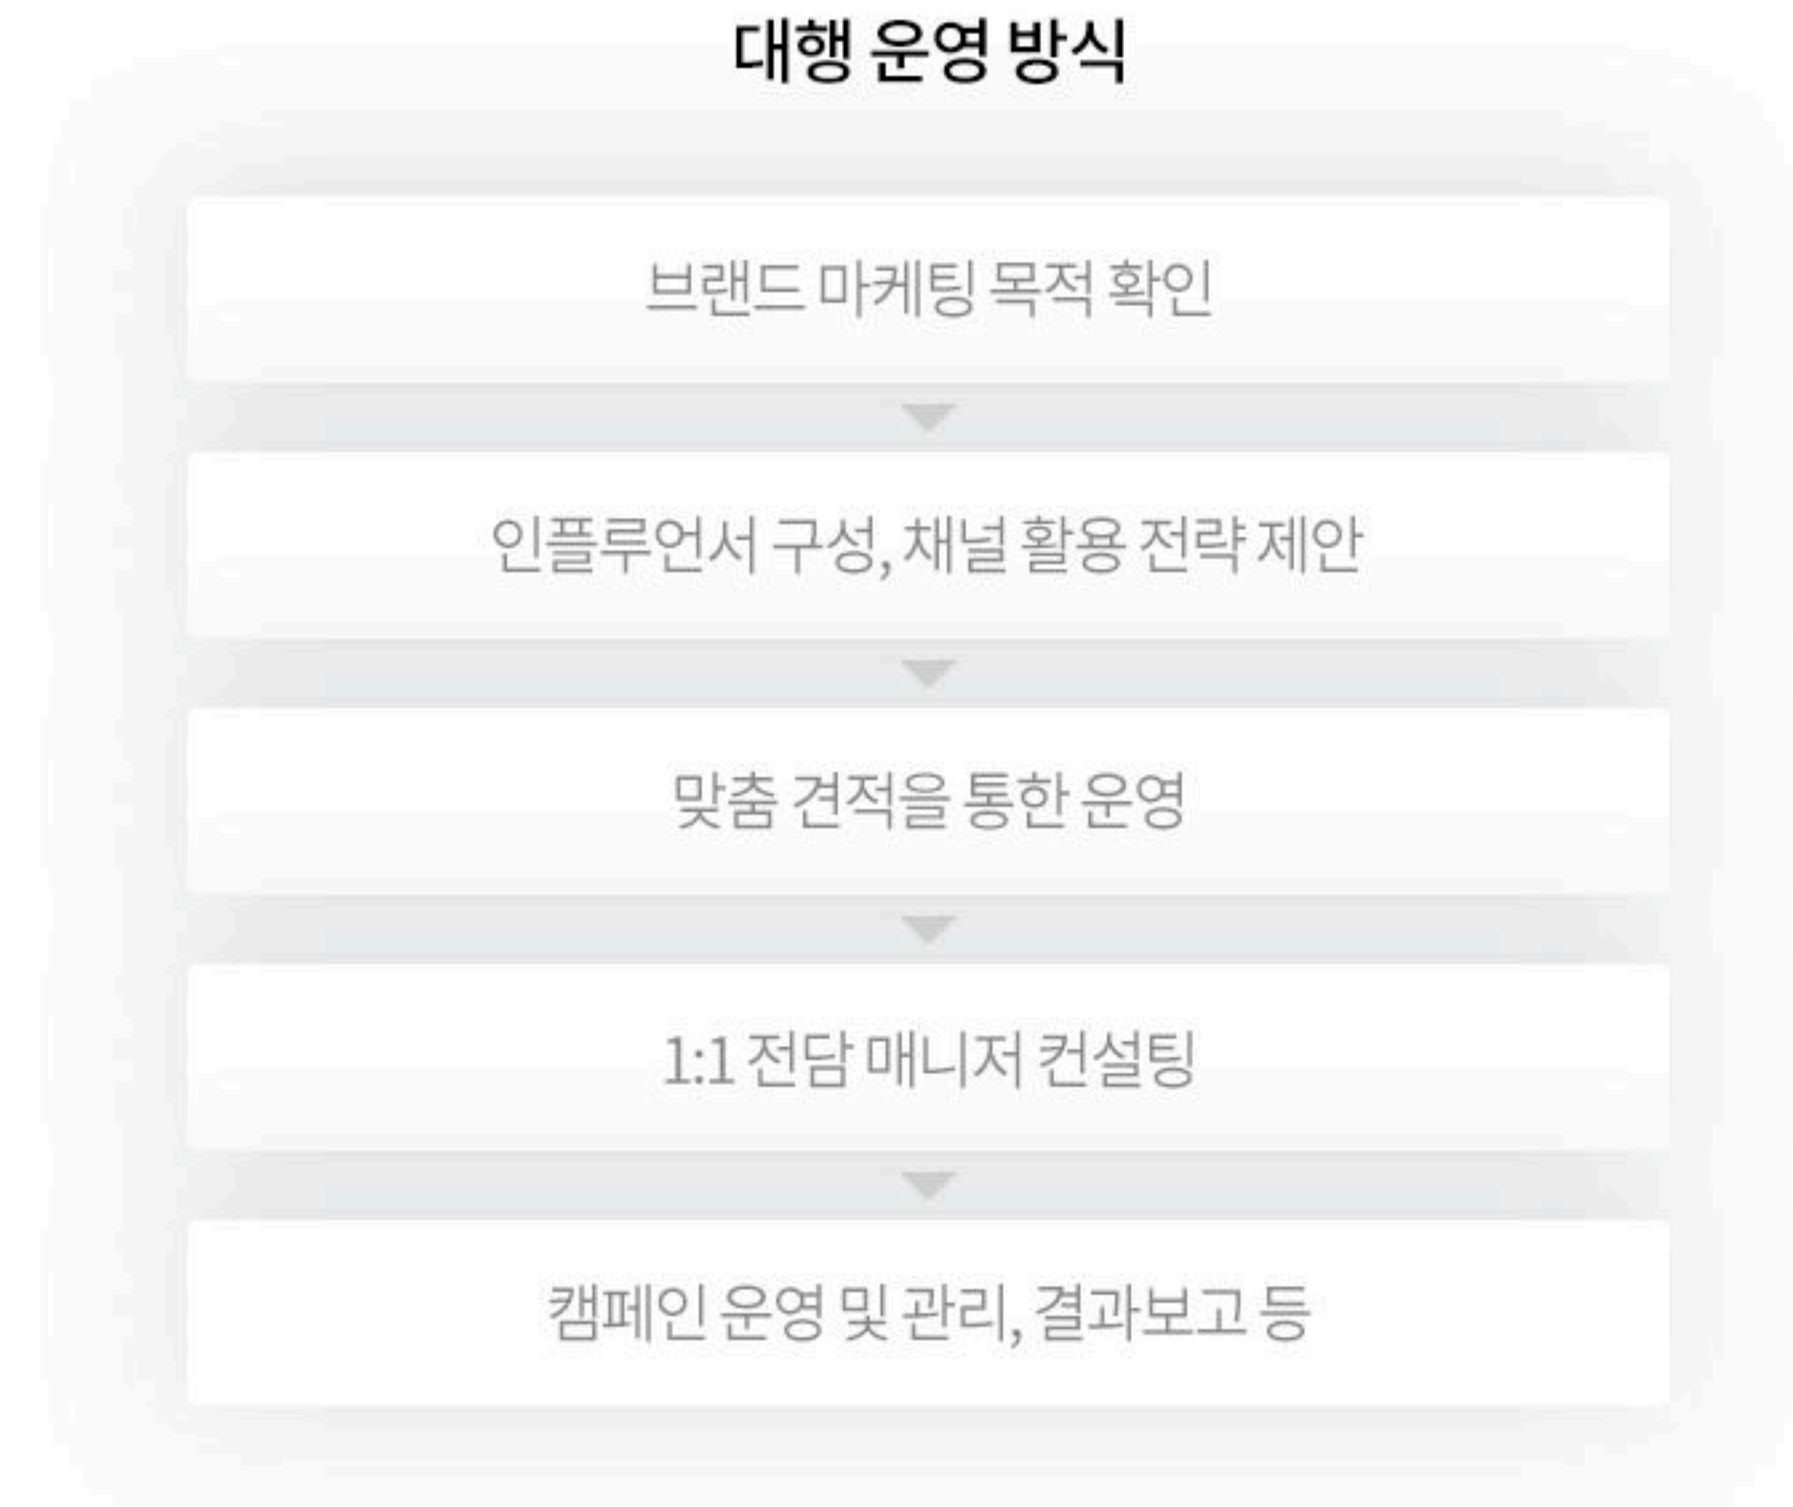 대행 운영 방식
브랜드 마케팅 목적 확인
인플루언서 구성, 채널 활용 전략 제안
맞춤 견적을 통한 운영
1:1 전담 매니저 컨설팅
캠페인 운영 및 관리, 결과보고 등